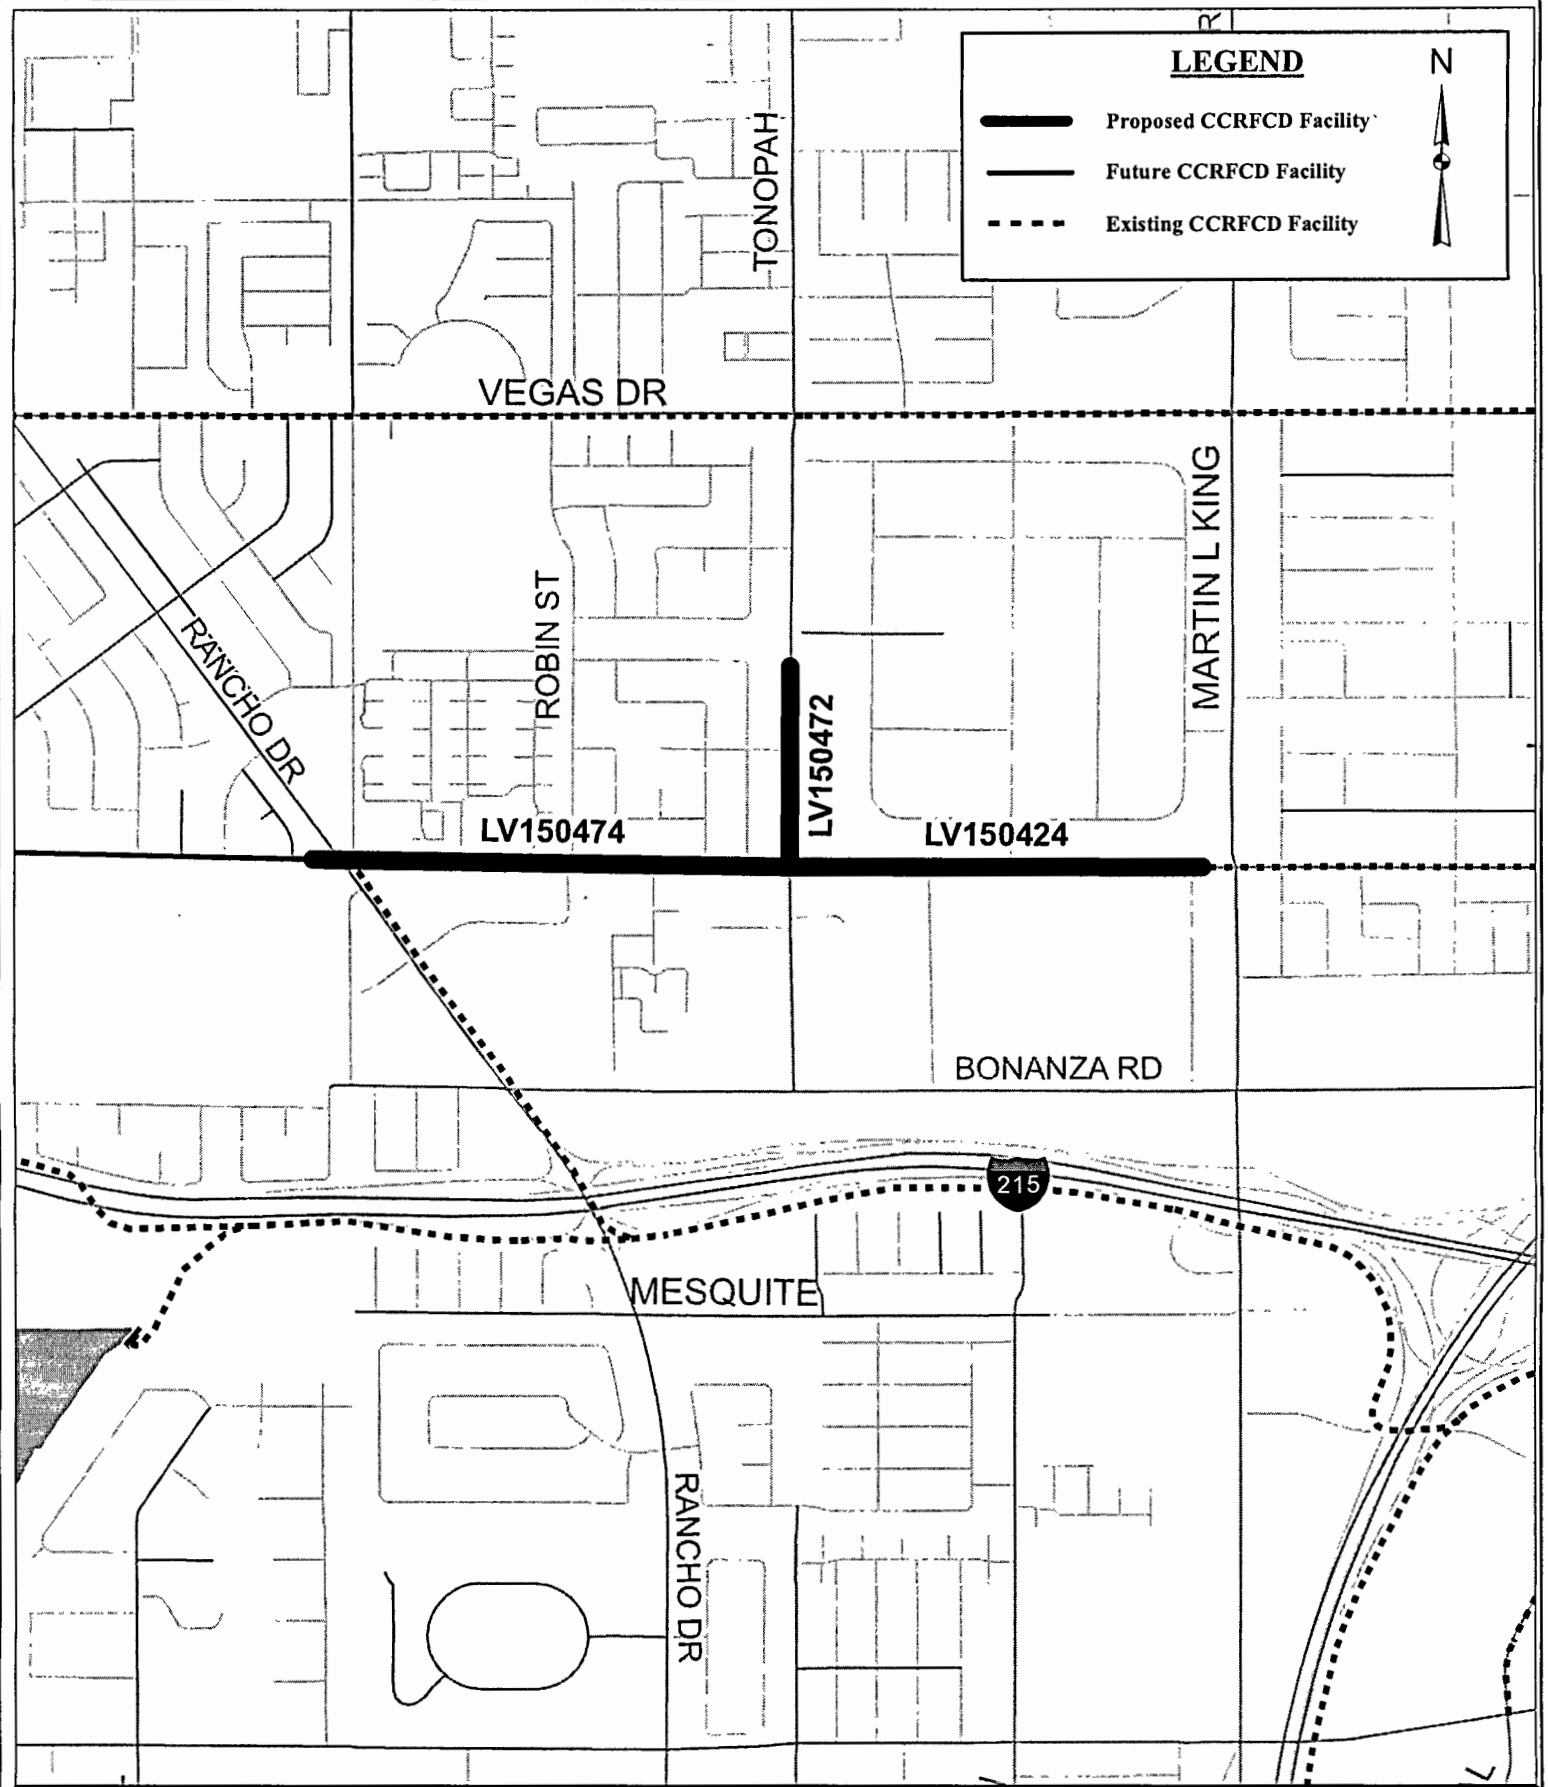 R
LEGEND
N
Proposed CCRFCD Facility
Future CCRFCD Facility
Existing CCRFCD Facility
TONOPAH
VEGAS DR
MARTIN L KING
ROBIN ST
RANCHO DR
LV150472
LV150474
LV150424
BONANZA RD
215
MESQUITE
RANCHO DR
L